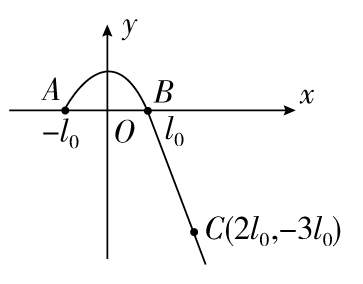 y
A B x
-l₀ O l₀
C(2l₀,-3l₀)